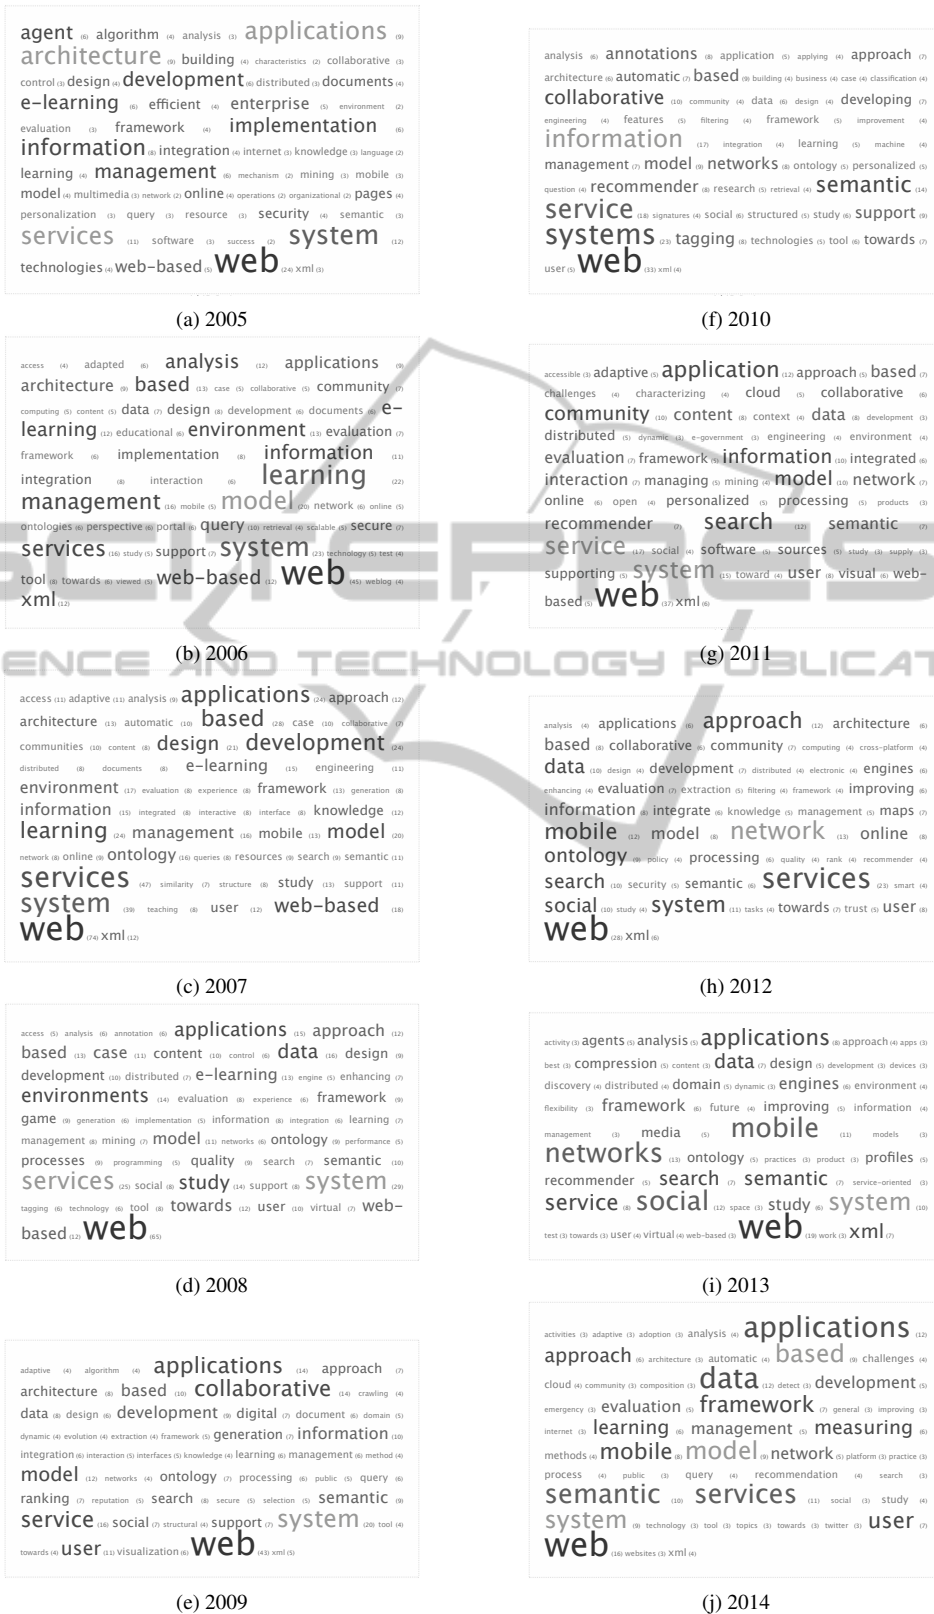 agent (6) algorithm (4) analysis (3) applications (9)
architecture (9) building (4) characteristics (2) collaborative (3)
control (3) design (4) development (6) distributed (3) documents (4)
e-learning (6) efficient (4) enterprise (5) environment (2)
evaluation (3) framework (4) implementation (6)
information (8) integration (4) internet (3) knowledge (3) language (2)
learning (4) management (6) mechanism (2) mining (3) mobile (3)
model (4) multimedia (3) network (2) online (4) operations (2) organizational (2) pages (4)
personalization (3) query (3) resource (3) security (4) semantic (3)
services (11) software (3) success (2) system (12)
technologies (4) web-based (5) web (24) xml (3)
(a) 2005
access (4) adapted (6) analysis (12) applications (9)
architecture (9) based (13) case (5) collaborative (5) community (7)
computing (5) content (5) data (7) design (8) development (6) documents (6) e-
learning (12) educational (6) environment (13) evaluation (7)
framework (6) implementation (8) information (11)
integration (8) interaction (6) learning (22)
management (16) mobile (5) model (20) network (6) online (5)
ontologies (6) perspective (6) portal (6) query (10) retrieval (4) scalable (5) secure (7)
services (16) study (5) support (7) system (23) technology (5) test (4)
tool (8) towards (6) viewed (5) web-based (12) web (45) weblog (4)
xml (12)
(b) 2006
access (11) adaptive (11) analysis (9) applications (24) approach (12)
architecture (13) automatic (10) based (28) case (10) collaborative (7)
communities (10) content (8) design (21) development (24)
distributed (8) documents (8) e-learning (15) engineering (11)
environment (17) evaluation (8) experience (8) framework (13) generation (8)
information (15) integrated (8) interactive (8) interface (8) knowledge (12)
learning (24) management (16) mobile (13) model (20)
network (8) online (9) ontology (16) queries (8) resources (9) search (9) semantic (11)
services (47) similarity (7) structure (8) study (13) support (11)
system (39) teaching (8) user (12) web-based (18)
web (74) xml (12)
(c) 2007
access (5) analysis (6) annotation (6) applications (15) approach (12)
based (13) case (11) content (10) control (6) data (16) design (9)
development (10) distributed (7) e-learning (13) engine (5) enhancing (7)
environments (14) evaluation (8) experience (6) framework (9)
game (9) generation (6) implementation (5) information (8) integration (6) learning (7)
management (8) mining (7) model (11) networks (6) ontology (9) performance (5)
processes (9) programming (5) quality (9) search (7) semantic (10)
services (25) social (8) study (14) support (8) system (29)
tagging (6) technology (6) tool (8) towards (12) user (10) virtual (7) web-
based (12) web (65)
(d) 2008
adaptive (4) algorithm (4) applications (14) approach (7)
architecture (8) based (10) collaborative (14) crawling (4)
data (8) design (6) development (9) digital (7) document (6) domain (5)
dynamic (4) evolution (4) extraction (4) framework (5) generation (7) information (10)
integration (6) interaction (5) interfaces (5) knowledge (4) learning (6) management (6) method (4)
model (12) networks (4) ontology (7) processing (6) public (5) query (6)
ranking (7) reputation (5) search (8) secure (5) selection (5) semantic (9)
service (16) social (7) structural (4) support (7) system (20) tool (4)
towards (4) user (11) visualization (6) web (43) xml (5)
(e) 2009
analysis (6) annotations (8) application (5) applying (4) approach (7)
architecture (6) automatic (7) based (9) building (4) business (4) case (4) classification (4)
collaborative (10) community (4) data (6) design (4) developing (7)
engineering (4) features (5) filtering (4) framework (5) improvement (4)
information (17) integration (4) learning (5) machine (4)
management (7) model (9) networks (8) ontology (5) personalized (5)
question (4) recommender (8) research (5) retrieval (4) semantic (14)
service (18) signatures (4) social (6) structured (5) study (6) support (9)
systems (23) tagging (8) technologies (5) tool (6) towards (7)
user (5) web (33) xml (4)
(f) 2010
accessible (3) adaptive (5) application (12) approach (5) based (7)
challenges (4) characterizing (4) cloud (5) collaborative (6)
community (10) content (8) context (4) data (8) development (3)
distributed (5) dynamic (3) e-government (3) engineering (4) environment (4)
evaluation (7) framework (5) information (10) integrated (6)
interaction (7) managing (5) mining (4) model (10) network (7)
online (6) open (4) personalized (5) processing (5) products (3)
recommender (7) search (12) semantic (7)
service (17) social (4) software (5) sources (5) study (3) supply (3)
supporting (5) system (15) toward (4) user (8) visual (6) web-
based (5) web (37) xml (6)
(g) 2011
analysis (4) applications (6) approach (12) architecture (6)
based (8) collaborative (6) community (7) computing (4) cross-platform (4)
data (10) design (4) development (7) distributed (4) electronic (4) engines (6)
enhancing (4) evaluation (7) extraction (5) filtering (4) framework (4) improving (6)
information (8) integrate (6) knowledge (5) management (5) maps (7)
mobile (12) model (8) network (13) online (8)
ontology (9) policy (4) processing (6) quality (4) rank (4) recommender (4)
search (10) security (5) semantic (6) services (23) smart (4)
social (10) study (4) system (11) tasks (4) towards (7) trust (5) user (8)
web (28) xml (6)
(h) 2012
activity (3) agents (5) analysis (5) applications (8) approach (4) apps (3)
best (3) compression (5) content (3) data (7) design (5) development (3) devices (3)
discovery (4) distributed (4) domain (5) dynamic (3) engines (6) environment (4)
flexibility (3) framework (6) future (4) improving (5) information (4)
management (3) media (5) mobile (11) models (3)
networks (13) ontology (5) practices (3) product (3) profiles (5)
recommender (5) search (7) semantic (7) service-oriented (3)
service (8) social (12) space (3) study (6) system (10)
test (3) towards (3) user (4) virtual (4) web-based (3) web (19) work (3) xml (7)
(i) 2013
activities (3) adaptive (3) adoption (3) analysis (4) applications (12)
approach (6) architecture (3) automatic (4) based (9) challenges (4)
cloud (4) community (3) composition (3) data (12) detect (3) development (5)
emergency (3) evaluation (5) framework (7) general (3) improving (3)
internet (3) learning (6) management (5) measuring (6)
methods (4) mobile (8) model (9) network (5) platform (3) practice (3)
process (4) public (3) query (4) recommendation (4) search (3)
semantic (10) services (11) social (3) study (4)
system (9) technology (3) tool (3) topics (3) towards (3) twitter (3) user (7)
web (16) websites (3) xml (4)
(j) 2014